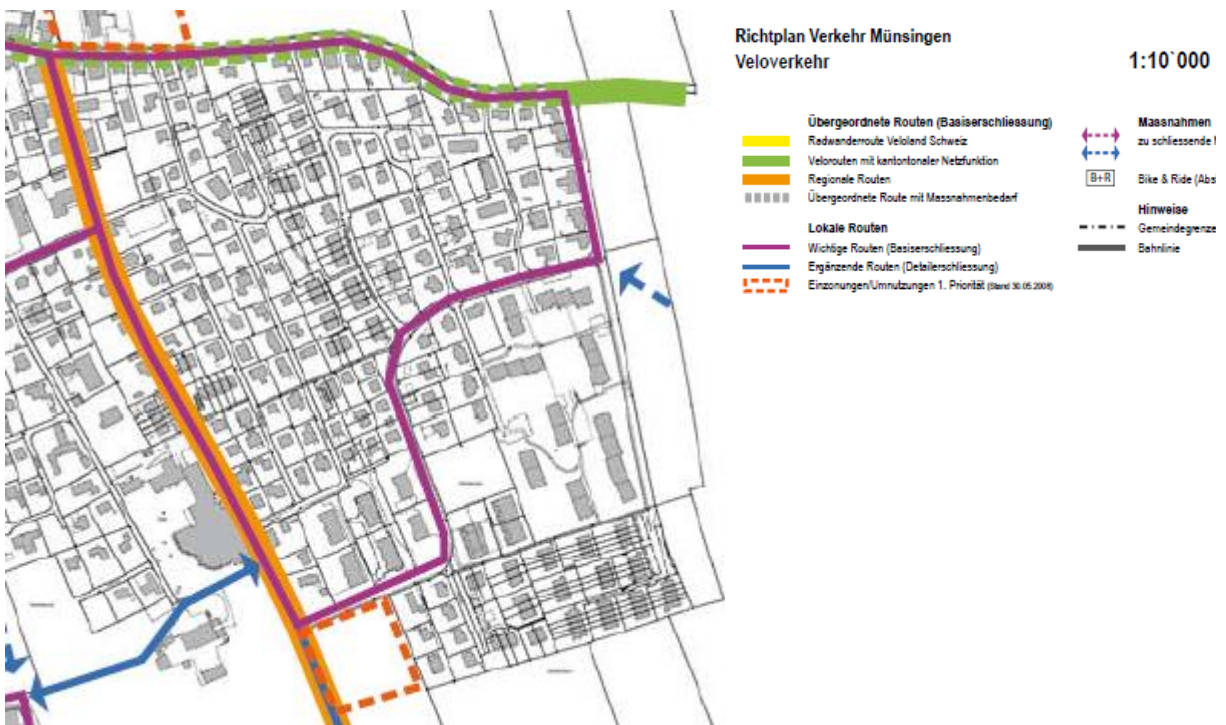 Richtplan Verkehr Münsingen
Veloverkehr
1:10`000
Übergeordnete Routen (Basiserschliessung)
Radwanderroute Veloland Schweiz
Velorouten mit kantontonaler Netzfunktion
Regionale Routen
Übergeordnete Route mit Massnahmenbedarf
Lokale Routen
Wichtige Routen (Basiserschliessung)
Ergänzende Routen (Detailerschliessung)
Einzonungen/Umnutzungen 1. Priorität (Stand 30.05.2008)
Massnahmen
zu schliessende
B+R
Bike & Ride
Hinweise
Gemeindegrenze
Bahnlinie